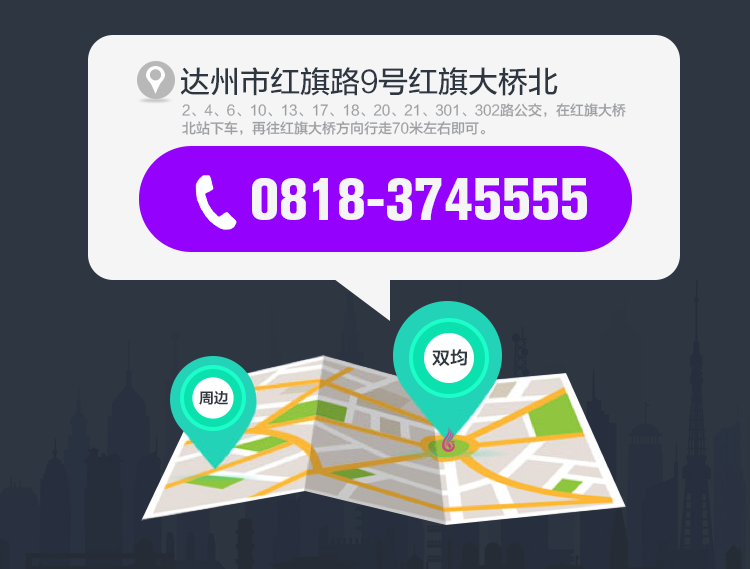 达州市红旗路9号红旗大桥北
2、4、6、10、13、17、18、20、21、301、302路公交，在红旗大桥
北站下车，再往红旗大桥方向行走70米左右即可。
0818-3745555
双均
周边